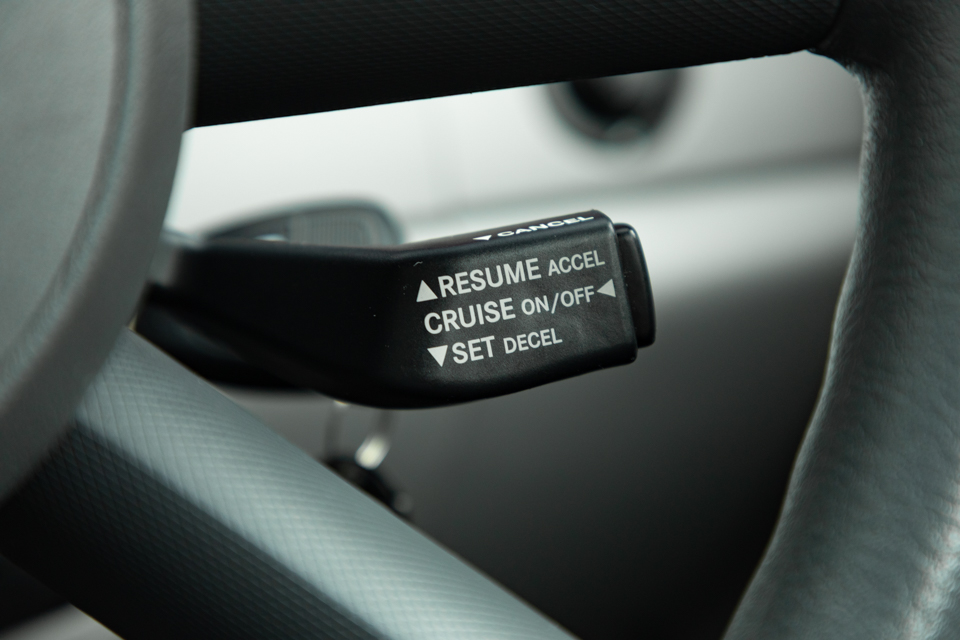 ▼ CANCEL
▲RESUME ACCEL
CRUISE ON/OFF◀
▼SET DECEL